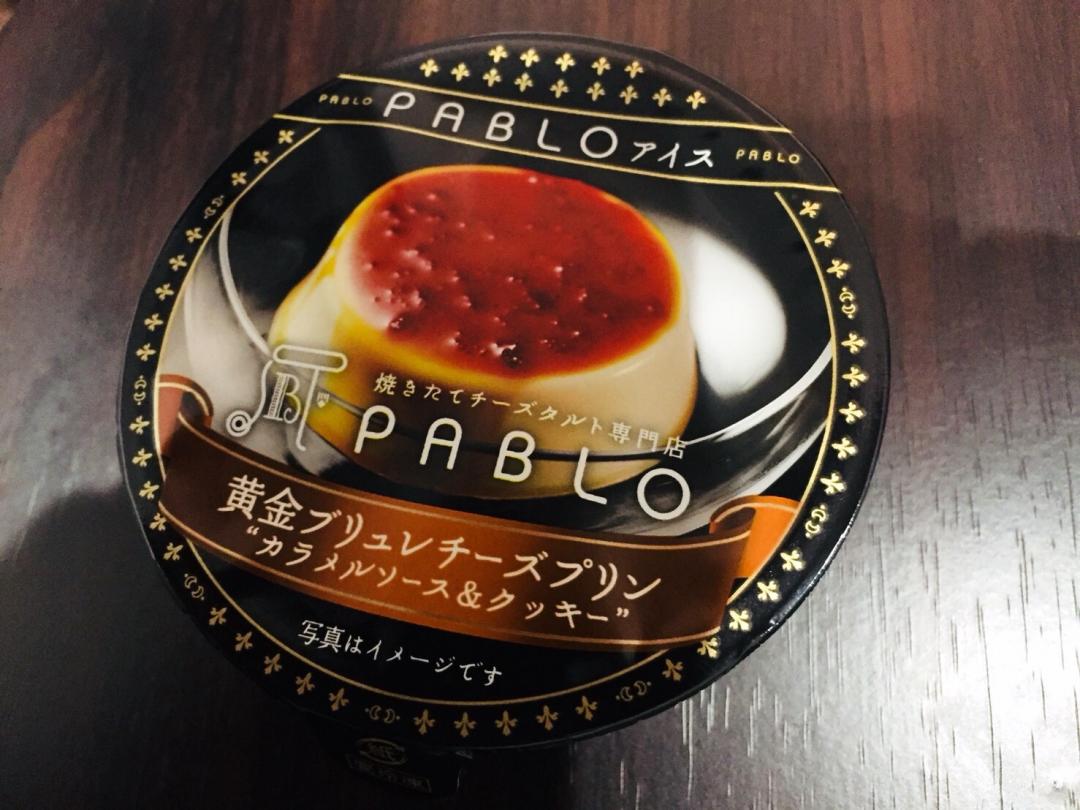 PABLO
PABLOアイス
PABLO
焼きたてチーズタルト専門店
PABLO
黄金ブリュレチーズプリン
“カラメルソース&クッキー”
写真はイメージです
紙